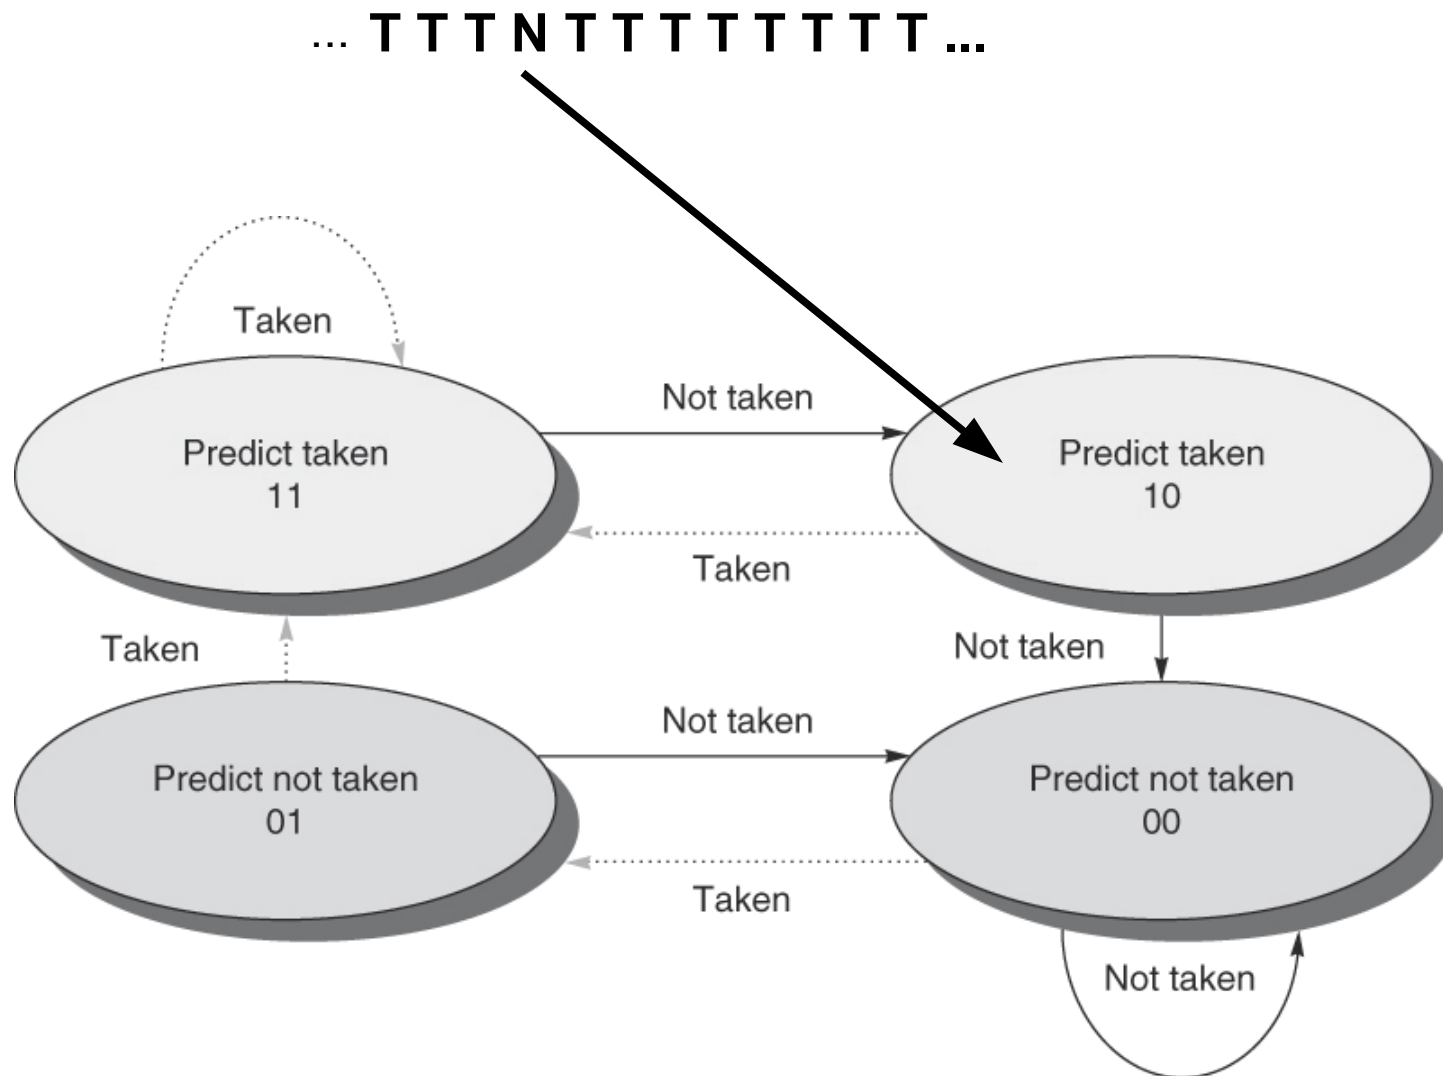 ... T T T N T T T T T T T T ...
Taken
Not taken
Predict taken
11
Predict taken
10
Taken
Taken
Not taken
Not taken
Predict not taken
01
Predict not taken
00
Taken
Not taken